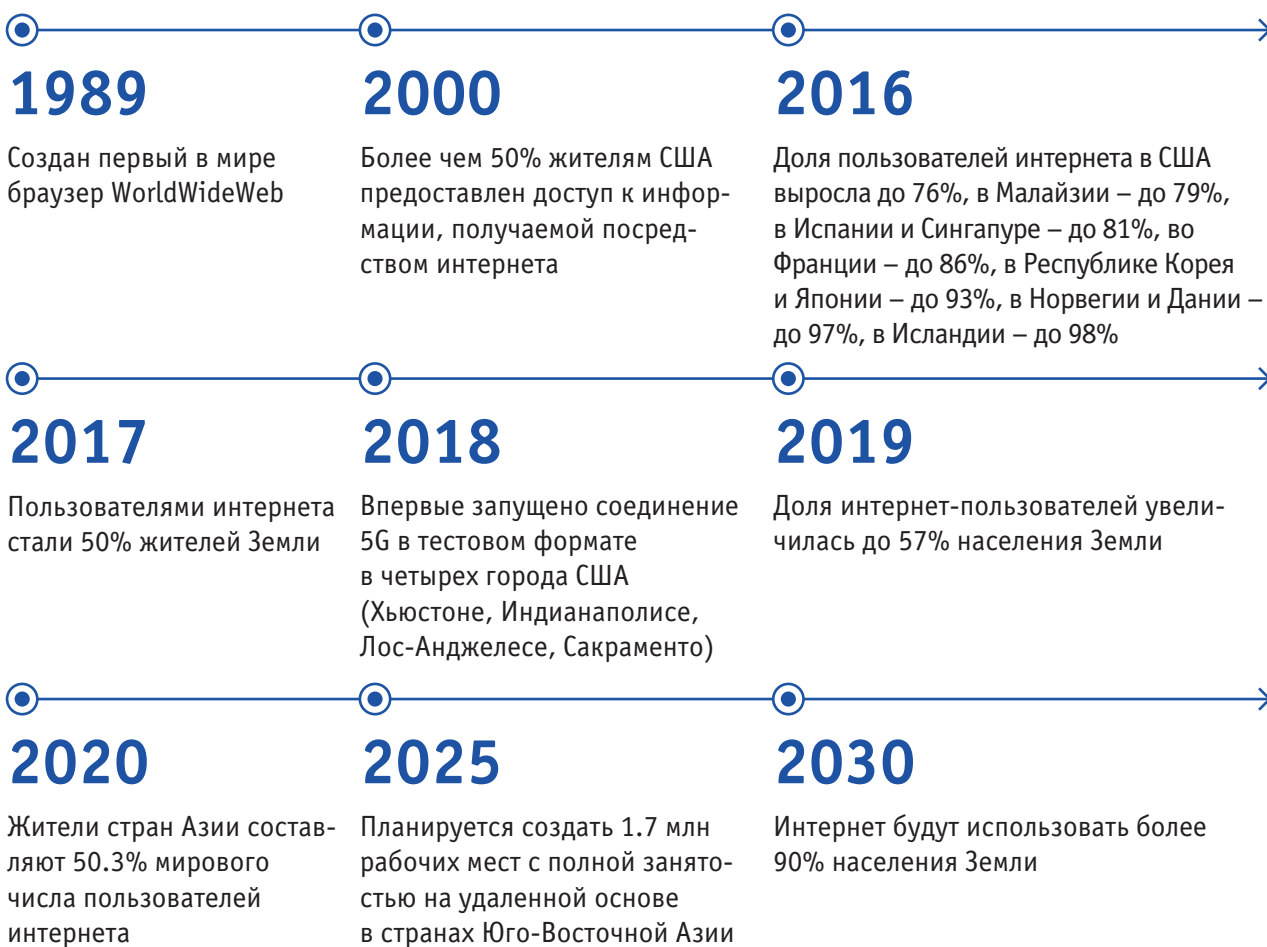 1989
Создан первый в мире
браузер WorldWideWeb
2000
Более чем 50% жителям США
предоставлен доступ к инфор-
мации, получаемой посред-
ством интернета
2016
Доля пользователей интернета в США
выросла до 76%, в Малайзии – до 79%,
в Испании и Сингапуре – до 81%, во
Франции – до 86%, в Республике Корея
и Японии – до 93%, в Норвегии и Дании –
до 97%, в Исландии – до 98%
2017
Пользователями интернета
стали 50% жителей Земли
2018
Впервые запущено соединение
5G в тестовом формате
в четырех города США
(Хьюстоне, Индианаполисе,
Лос-Анджелесе, Сакраменто)
2019
Доля интернет-пользователей увели-
чилась до 57% населения Земли
2020
Жители стран Азии состав-
ляют 50.3% мирового
числа пользователей
интернета
2025
Планируется создать 1.7 млн
рабочих мест с полной занято-
стью на удаленной основе
в странах Юго-Восточной Азии
2030
Интернет будут использовать более
90% населения Земли